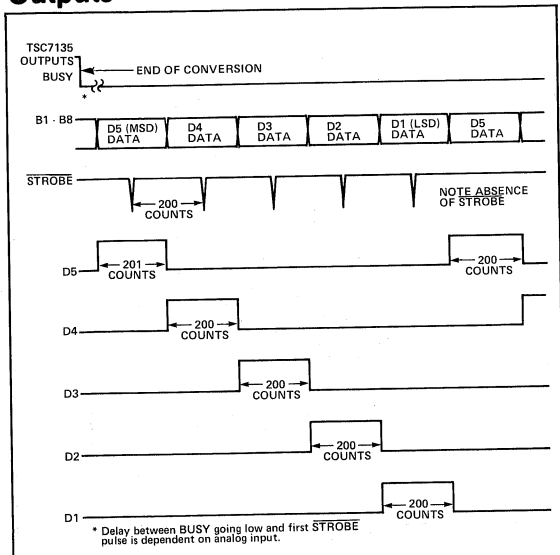 Outputs
TSC7135
OUTPUTS
BUSY
END OF CONVERSION
*
B1 - B8
D5 (MSD)
DATA
D4
DATA
D3
DATA
D2
DATA
D1 (LSD)
DATA
D5
DATA
STROBE
200
COUNTS
NOTE ABSENCE
OF STROBE
D5
201
COUNTS
200
COUNTS
D4
200
COUNTS
D3
200
COUNTS
D2
200
COUNTS
D1
200
COUNTS
* Delay between BUSY going low and first STROBE
pulse is dependent on analog input.